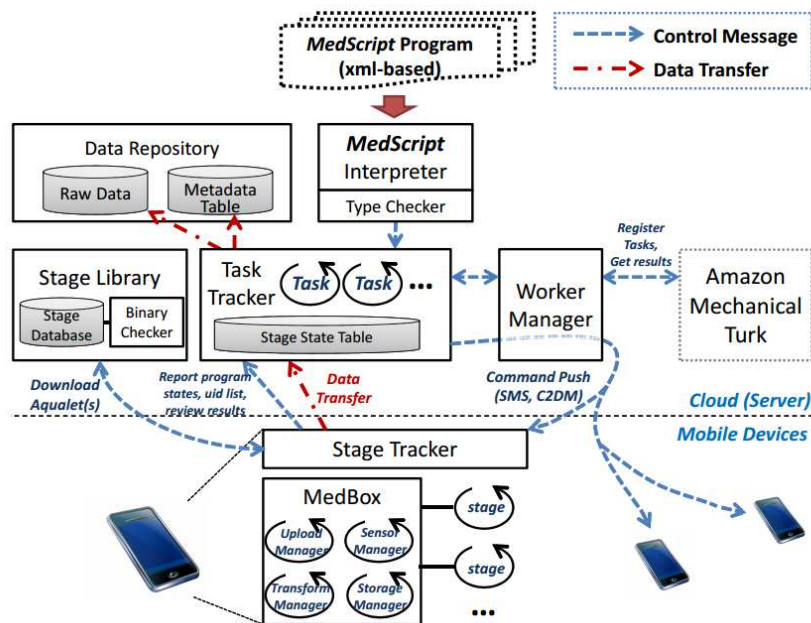 MedScript Program
(xml-based)
Control Message
Data Transfer
Data Repository
Raw Data
Metadata
Table
MedScript
Interpreter
Type Checker
Stage Library
Stage
Database
Binary
Checker
Task
Tracker
Task
Task
...
Stage State Table
Worker
Manager
Register
Tasks,
Get results
Amazon
Mechanical
Turk
Download
Aqualet(s)
Report program
states, uid list,
review results
Data
Transfer
Command Push
(SMS, C2DM)
Cloud (Server)
Mobile Devices
Stage Tracker
MedBox
Upload
Manager
Sensor
Manager
Transform
Manager
Storage
Manager
stage
stage
...